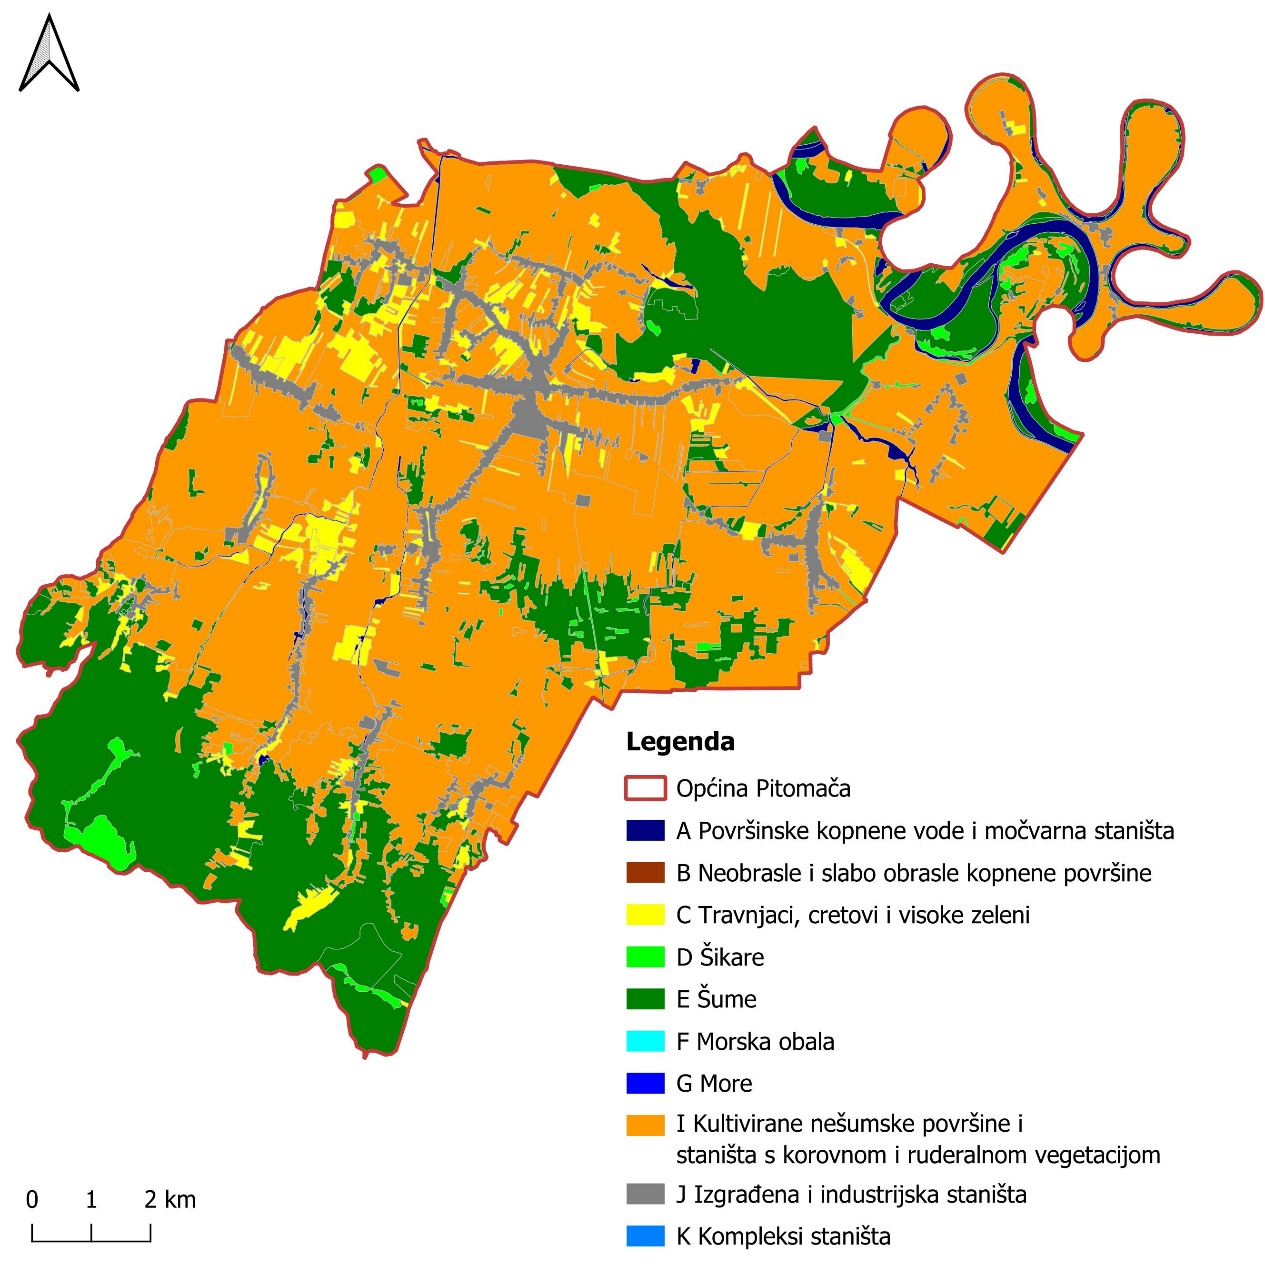 Legenda
Općina Pitomača
A Površinske kopnene vode i močvarna staništa
B Neobrasle i slabo obrasle kopnene površine
C Travnjaci, cretovi i visoke zeleni
D Šikare
E Šume
F Morska obala
G More
I Kultivirane nešumske površine i
staništa s korovnom i ruderalnom vegetacijom
J Izgrađena i industrijska staništa
K Kompleksi staništa
0 1 2 km